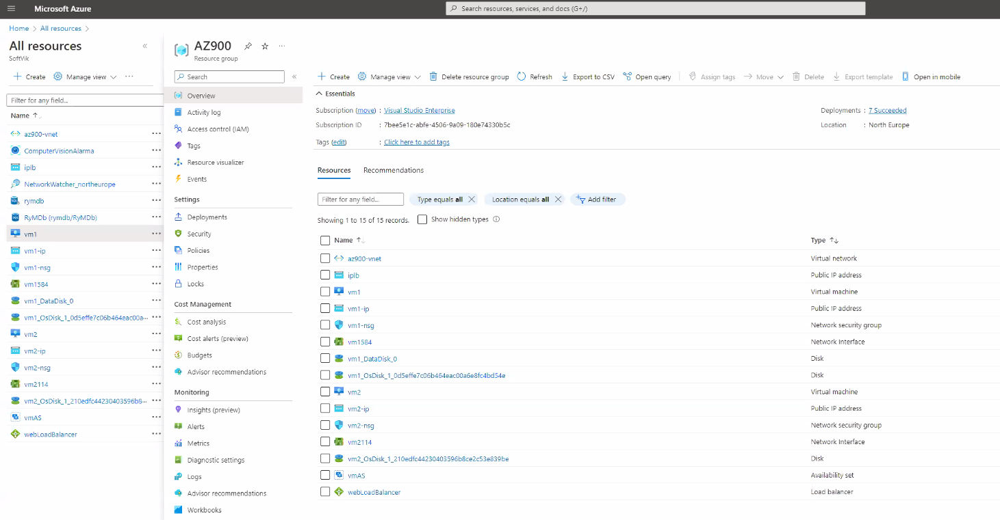 Microsoft Azure
Search resources, services, and docs (G+/)
Home > All resources >
All resources
SoftVik
+ Create Manage view ...
Filter for any field...
Name ↑
az900-vnet ...
ComputerVisionAlarma ...
iplb ...
NetworkWatcher_northeurope ...
rymdb ...
RyMDb (rymdb/RyMDb) ...
vm1 ...
vm1-ip ...
vm1-nsg ...
vm1584 ...
vm1_DataDisk_0 ...
vm1_OsDisk_1_0d5effe7c06b464eac00a... ...
vm2 ...
vm2-ip ...
vm2-nsg ...
vm2114 ...
vm2_OsDisk_1_210edfc44230403596b8... ...
vmAS ...
webLoadBalancer ...
AZ900 ...
Resource group
Search
Overview
Activity log
Access control (IAM)
Tags
Resource visualizer
Events
Settings
Deployments
Security
Policies
Properties
Locks
Cost Management
Cost analysis
Cost alerts (preview)
Budgets
Advisor recommendations
Monitoring
Insights (preview)
Alerts
Metrics
Diagnostic settings
Logs
Advisor recommendations
Workbooks
+ Create Manage view Delete resource group Refresh Export to CSV Open query Assign tags Move Delete Export template Open in mobile
Essentials
Subscription (move) : Visual Studio Enterprise Deployments : 7 Succeeded
Subscription ID : 7bee5e1c-abfe-4506-9a09-180e74330b5c Location : North Europe
Tags (edit) : Click here to add tags
Resources Recommendations
Filter for any field... Type equals all Location equals all Add filter
Showing 1 to 15 of 15 records. Show hidden types
Name ↑↓ Type ↑↓
az900-vnet Virtual network
iplb Public IP address
vm1 Virtual machine
vm1-ip Public IP address
vm1-nsg Network security group
vm1584 Network Interface
vm1_DataDisk_0 Disk
vm1_OsDisk_1_0d5effe7c06b464eac00a6e8fc4bd54e Disk
vm2 Virtual machine
vm2-ip Public IP address
vm2-nsg Network security group
vm2114 Network Interface
vm2_OsDisk_1_210edfc44230403596b8ce2c53e839be Disk
vmAS Availability set
webLoadBalancer Load balancer